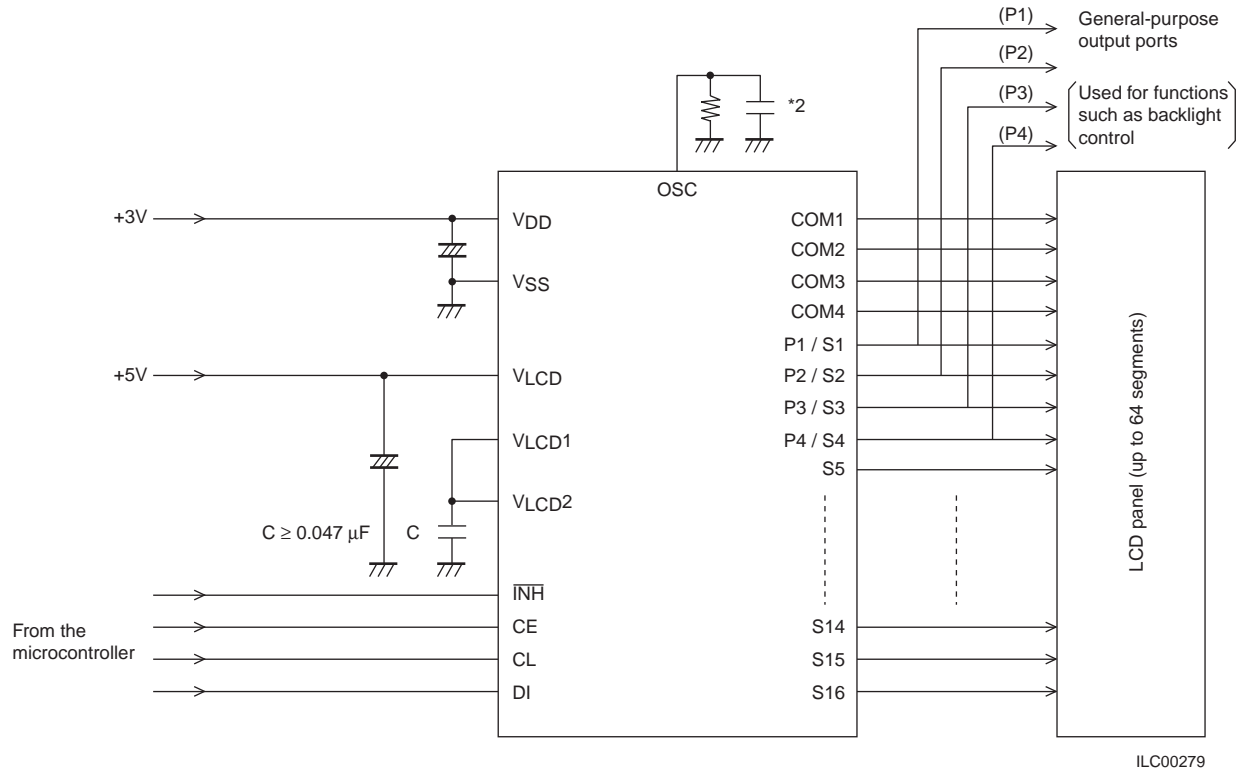 (P1)
General-purpose
output ports
(P2)
(P3)
Used for functions
such as backlight
control
(P4)
*2
OSC
+3V
VDD
COM1
COM2
VSS
COM3
COM4
P1 / S1
+5V
VLCD
P2 / S2
P3 / S3
VLCD1
P4 / S4
S5
VLCD2
C ≥ 0.047 μF
C
LCD panel (up to 64 segments)
INH
From the
microcontroller
CE
S14
CL
S15
DI
S16
ILC00279